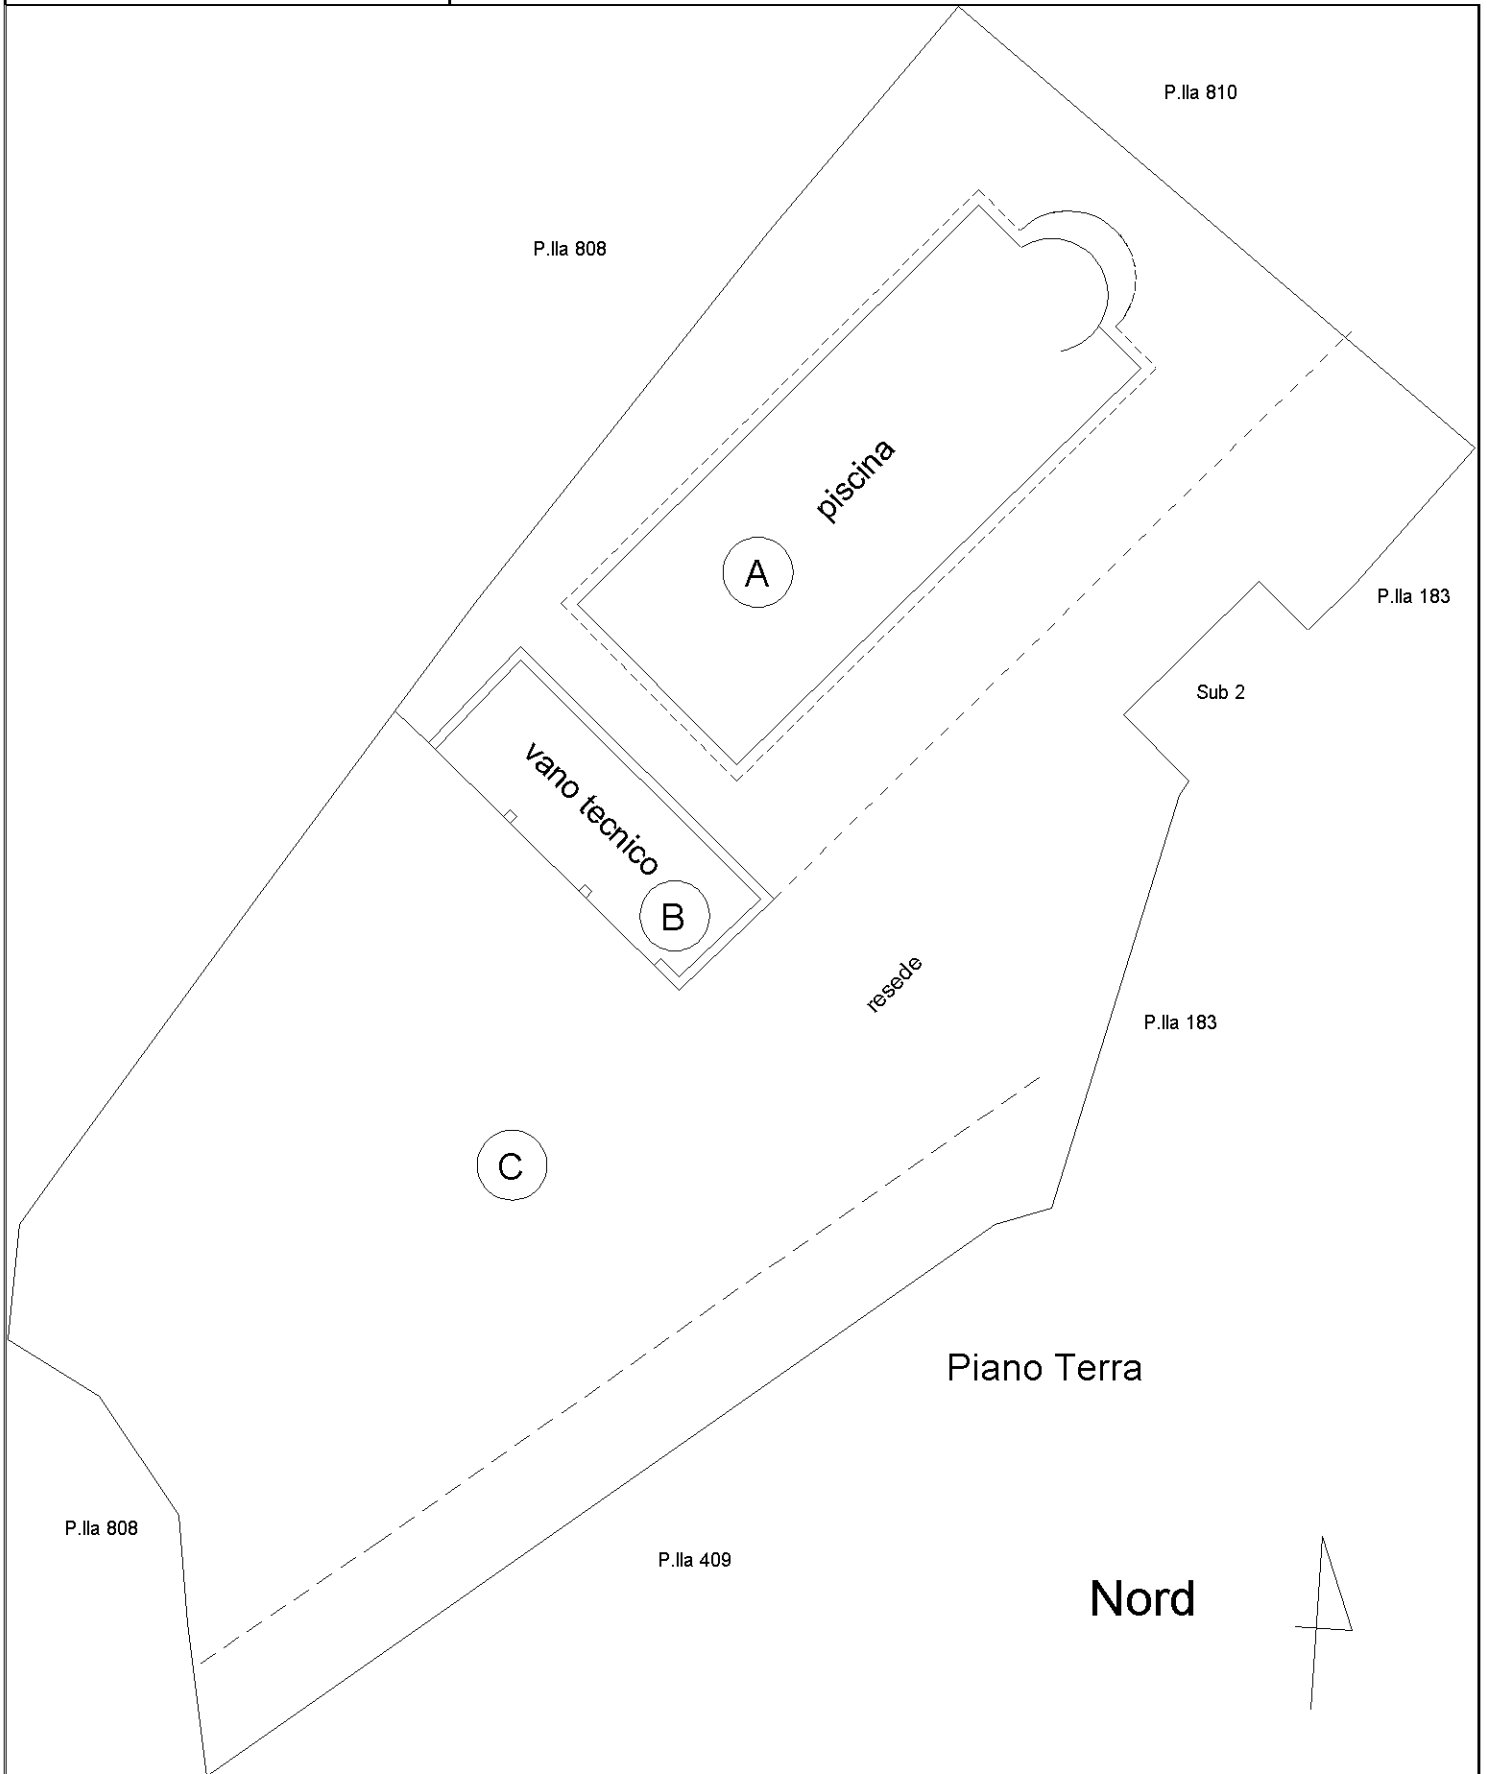 P.lla 810
P.lla 808
piscina
A
P.lla 183
Sub 2
vano tecnico
B
resede
P.lla 183
C
Piano Terra
P.lla 808
P.lla 409
Nord